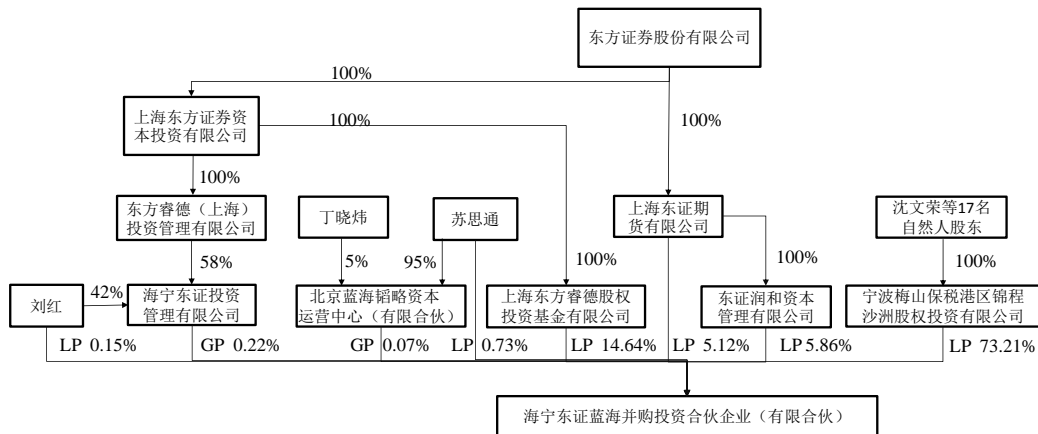 东方证券股份有限公司
100%
上海东方证券资
本投资有限公司
100%
100%
100%
东方睿德（上海）
投资管理有限公司
丁晓炜
苏思通
上海东证期
货有限公司
沈文荣等17名
自然人股东
58%
5%
95%
100%
100%
刘红
42%
海宁东证投资
管理有限公司
北京蓝海韬略资本
运营中心（有限合伙）
上海东方睿德股权
投资基金有限公司
东证润和资本
管理有限公司
宁波梅山保税港区锦程
沙洲股权投资有限公司
LP 0.15%
GP 0.22%
GP 0.07%
LP 0.73%
LP 14.64%
LP 5.12%
LP 5.86%
LP 73.21%
海宁东证蓝海并购投资合伙企业（有限合伙）